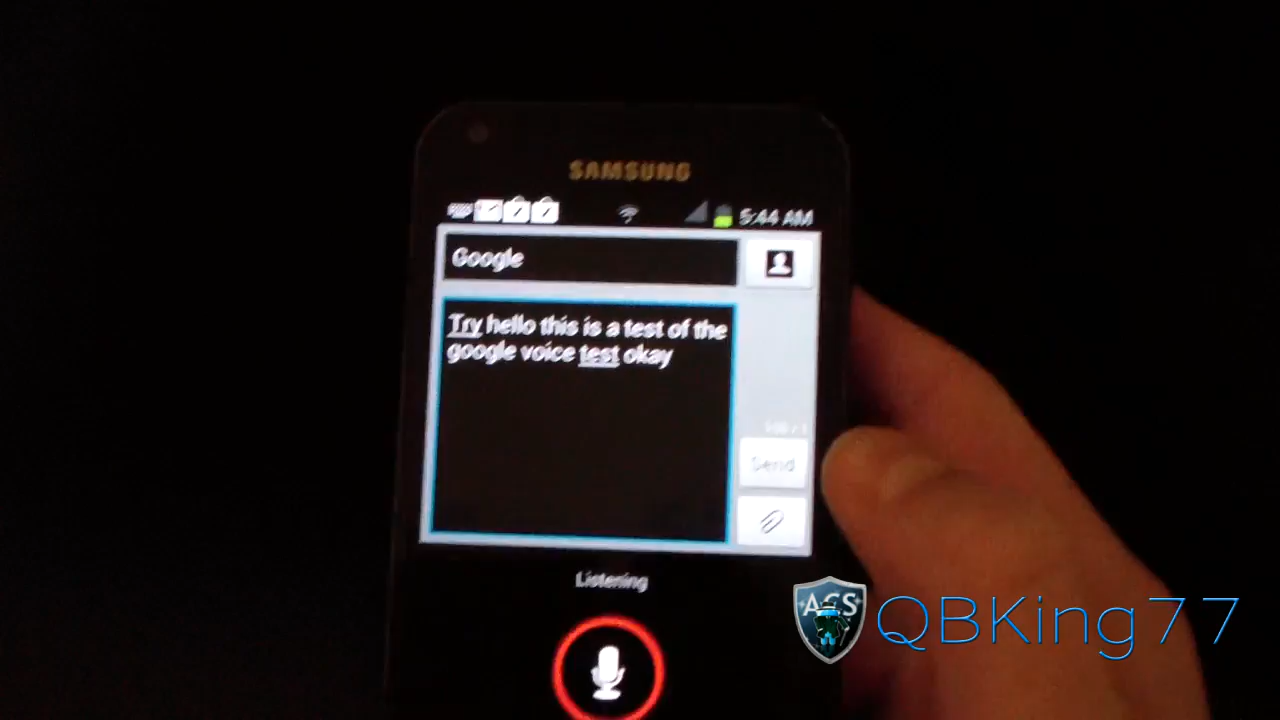 SAMSUNG
5:44 AM
Google
Try hello this is a test of the
google voice test okay
Send
Listening
ACS
QBKing77